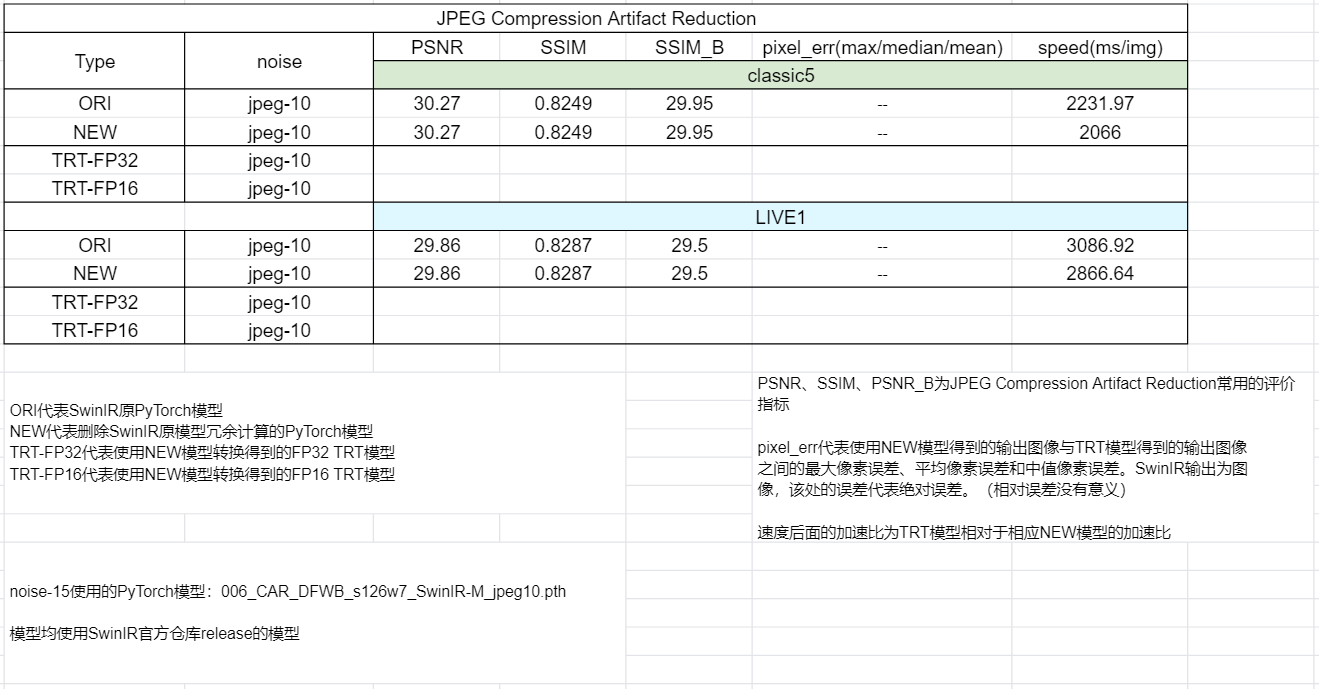 JPEG Compression Artifact Reduction
Type noise PSNR SSIM SSIM_B pixel_err(max/median/mean) speed(ms/img)
classic5
ORI jpeg-10 30.27 0.8249 29.95 -- 2231.97
NEW jpeg-10 30.27 0.8249 29.95 -- 2066
TRT-FP32 jpeg-10
TRT-FP16 jpeg-10
LIVE1
ORI jpeg-10 29.86 0.8287 29.5 -- 3086.92
NEW jpeg-10 29.86 0.8287 29.5 -- 2866.64
TRT-FP32 jpeg-10
TRT-FP16 jpeg-10
ORI代表SwinIR原PyTorch模型
NEW代表删除SwinIR原模型冗余计算的PyTorch模型
TRT-FP32代表使用NEW模型转换得到的FP32 TRT模型
TRT-FP16代表使用NEW模型转换得到的FP16 TRT模型
PSNR、SSIM、PSNR_B为JPEG Compression Artifact Reduction常用的评价
指标
pixel_err代表使用NEW模型得到的输出图像与TRT模型得到的输出图像
之间的最大像素误差、平均像素误差和中值像素误差。SwinIR输出为图
像，该处的误差代表绝对误差。（相对误差没有意义）
速度后面的加速比为TRT模型相对于相应NEW模型的加速比
noise-15使用的PyTorch模型：006_CAR_DFWB_s126w7_SwinIR-M_jpeg10.pth
模型均使用SwinIR官方仓库release的模型